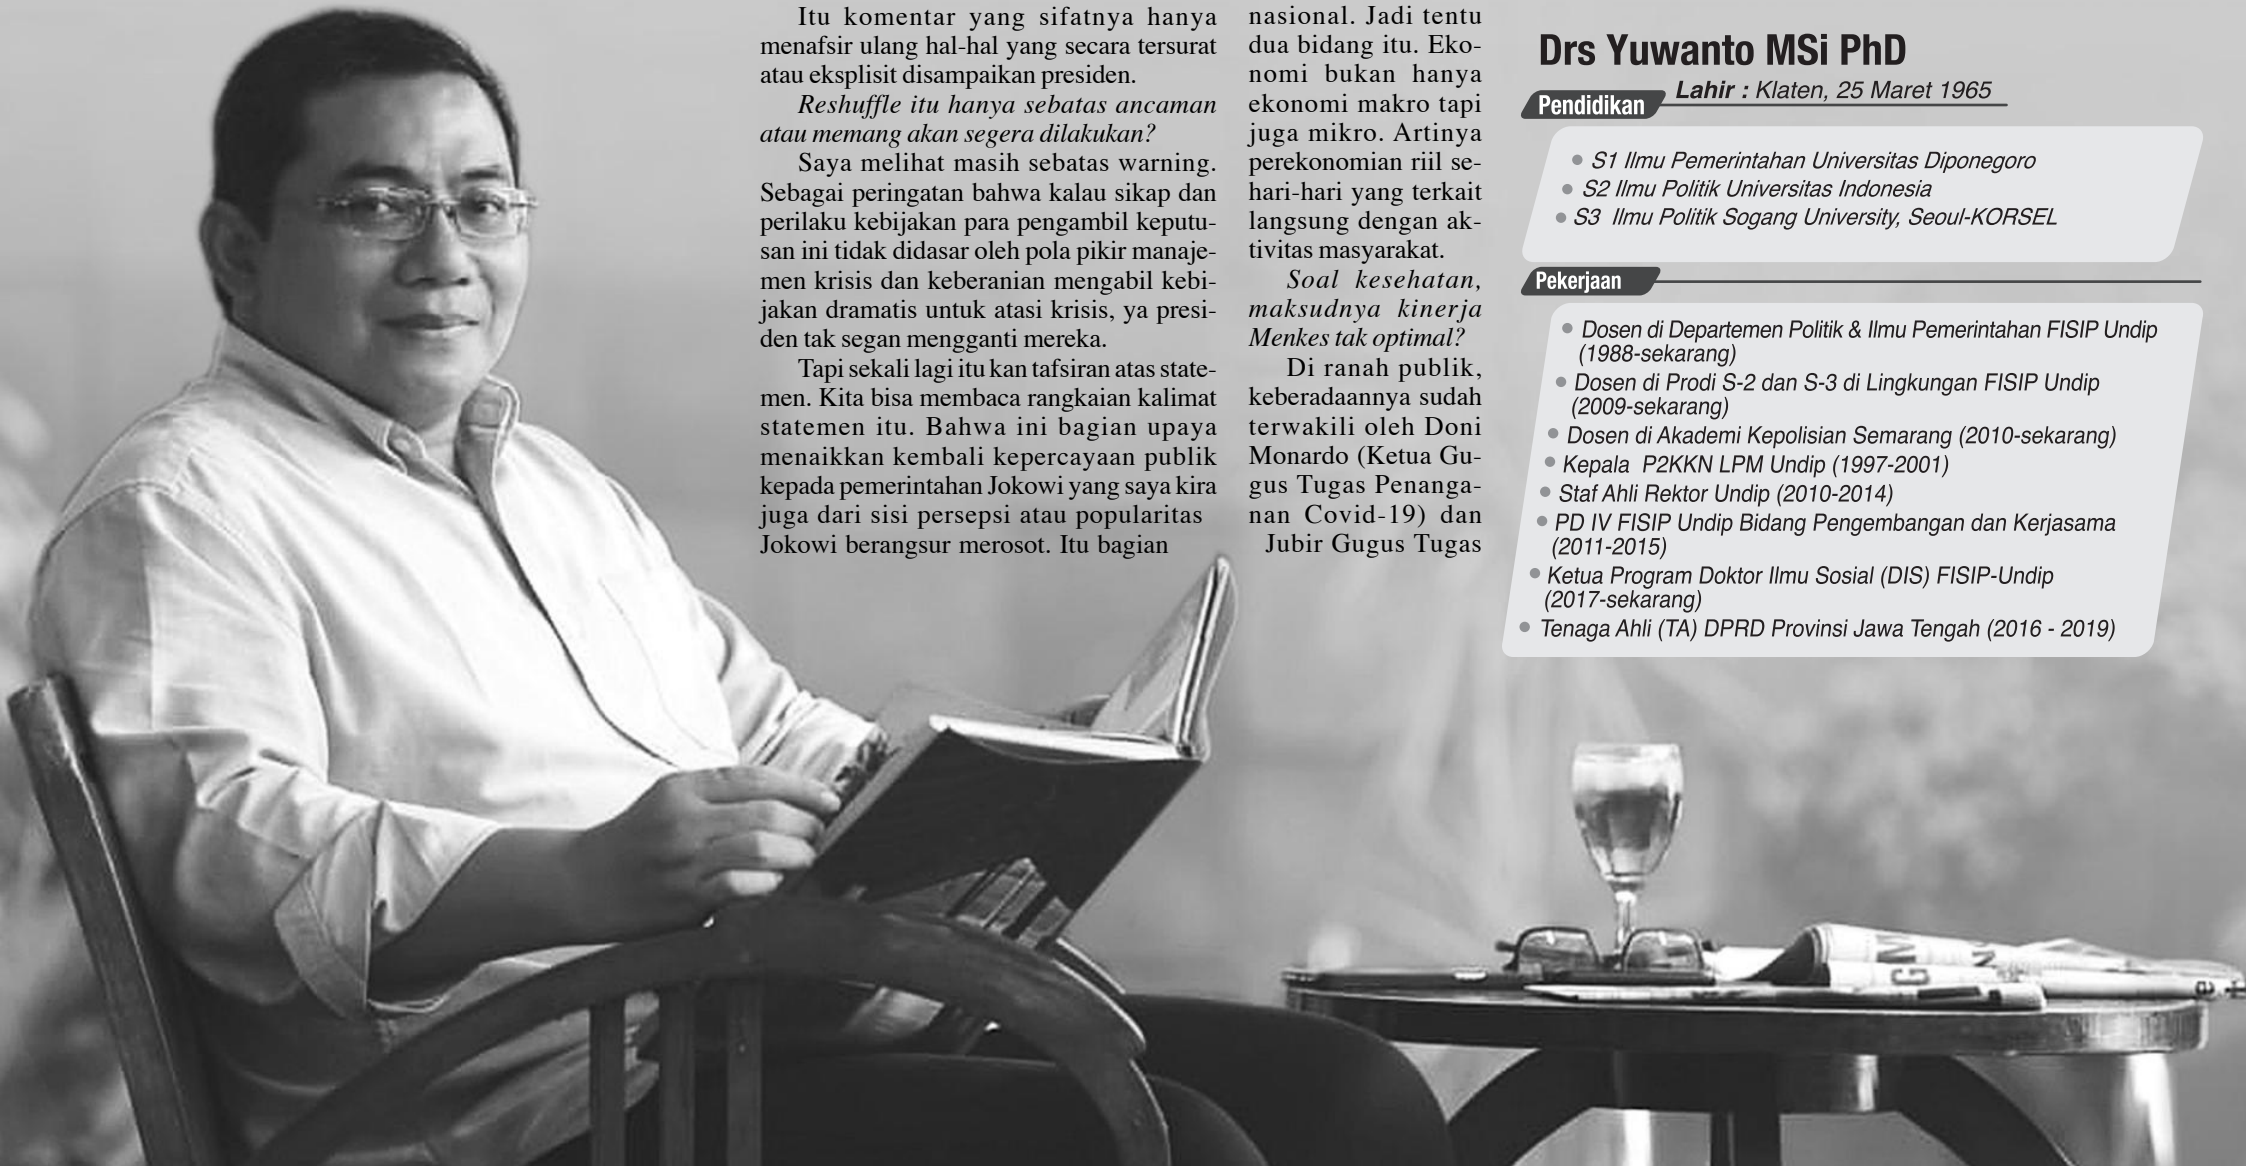 Itu komentar yang sifatnya hanya
menafsir ulang hal-hal yang secara tersurat
atau eksplisit disampaikan presiden.
Reshuffle itu hanya sebatas ancaman
atau memang akan segera dilakukan?
Saya melihat masih sebatas warning.
Sebagai peringatan bahwa kalau sikap dan
perilaku kebijakan para pengambil keputu-
san ini tidak didasar oleh pola pikir manaje-
men krisis dan keberanian mengabil kebi-
jakan dramatis untuk atasi krisis, ya presi-
den tak segan mengganti mereka.
Tapi sekali lagi itu kan tafsiran atas state-
men. Kita bisa membaca rangkaian kalimat
statemen itu. Bahwa ini bagian upaya
menaikkan kembali kepercayaan publik
kepada pemerintahan Jokowi yang saya kira
juga dari sisi persepsi atau popularitas
Jokowi berangsur merosot. Itu bagian
nasional. Jadi tentu
dua bidang itu. Eko-
nomi bukan hanya
ekonomi makro tapi
juga mikro. Artinya
perekonomian riil se-
hari-hari yang terkait
langsung dengan ak-
tivitas masyarakat.
Soal kesehatan,
maksudnya kinerja
Menkes tak optimal?
Di ranah publik,
keberadaannya sudah
terwakili oleh Doni
Monardo (Ketua Gu-
gus Tugas Penanga-
nan Covid-19) dan
Jubir Gugus Tugas
Drs Yuwanto MSi PhD
Lahir : Klaten, 25 Maret 1965
Pendidikan
• S1 Ilmu Pemerintahan Universitas Diponegoro
• S2 Ilmu Politik Universitas Indonesia
• S3 Ilmu Politik Sogang University, Seoul-KORSEL
Pekerjaan
• Dosen di Departemen Politik & Ilmu Pemerintahan FISIP Undip
(1988-sekarang)
• Dosen di Prodi S-2 dan S-3 di Lingkungan FISIP Undip
(2009-sekarang)
• Dosen di Akademi Kepolisian Semarang (2010-sekarang)
• Kepala P2KKN LPM Undip (1997-2001)
• Staf Ahli Rektor Undip (2010-2014)
• PD IV FISIP Undip Bidang Pengembangan dan Kerjasama
(2011-2015)
• Ketua Program Doktor Ilmu Sosial (DIS) FISIP-Undip
(2017-sekarang)
• Tenaga Ahli (TA) DPRD Provinsi Jawa Tengah (2016 - 2019)